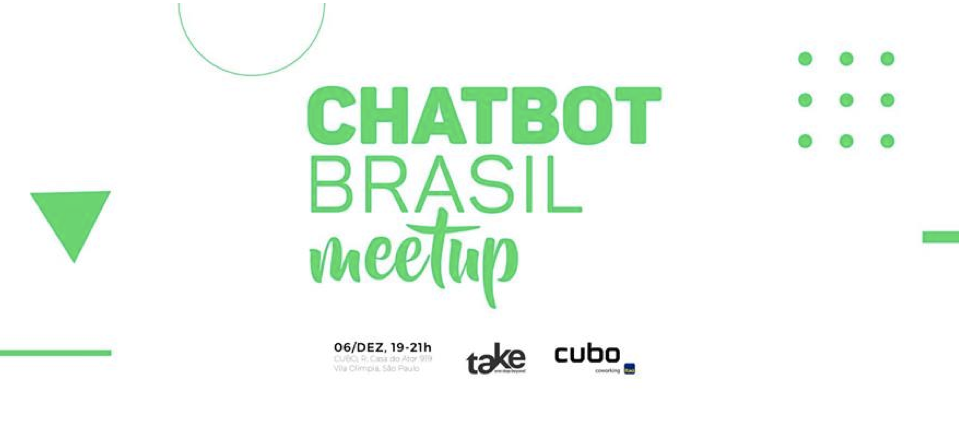 CHATBOT
BRASIL
meetup
06/DEZ, 19-21h
CUBO, R. Casa do Ator 919
Vila Olímpia, São Paulo
take
cubo
coworking